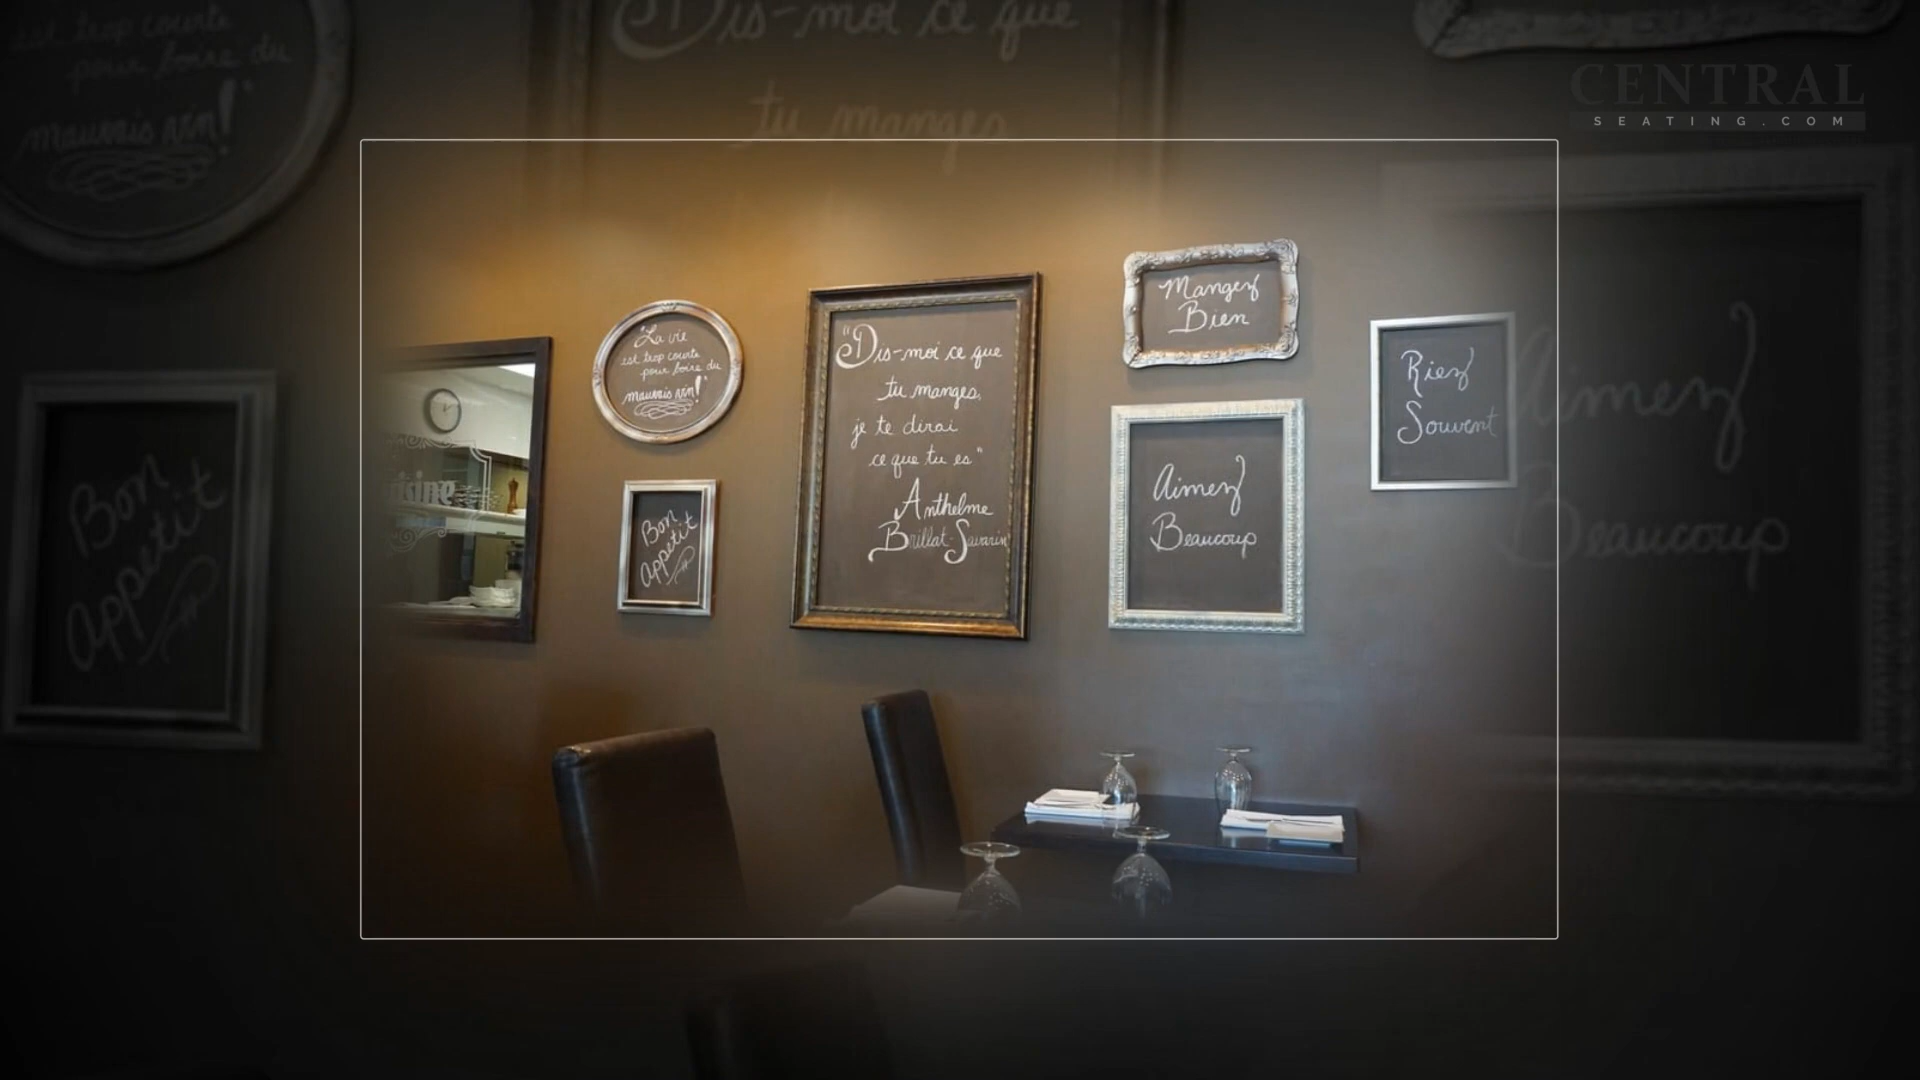 CENTRAL
SEATING.COM
"La vie
est trop courte
pour boire du
mauvais vin!"
Bon
appétit
"Dis-moi ce que
tu manges,
je te dirai
ce que tu es"
Anthelme
Brillat-Savarin
Mangez
Bien
Aimez
Beaucoup
Riez
Souvent